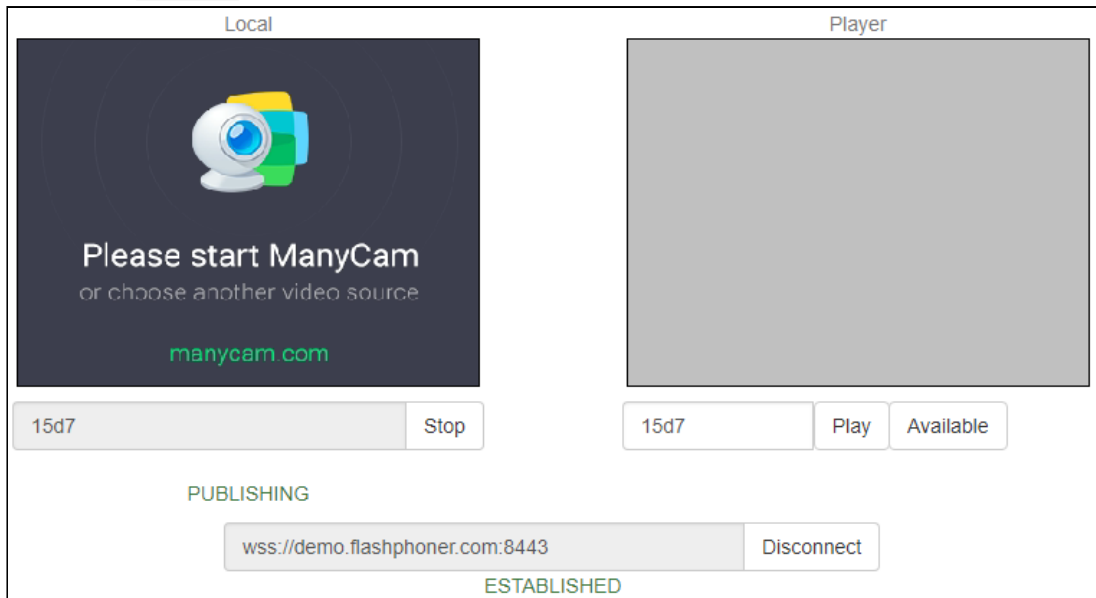 Local
Player
Please start ManyCam
or choose another video source
manycam.com
15d7
Stop
15d7
Play
Available
PUBLISHING
wss://demo.flashphoner.com:8443
Disconnect
ESTABLISHED